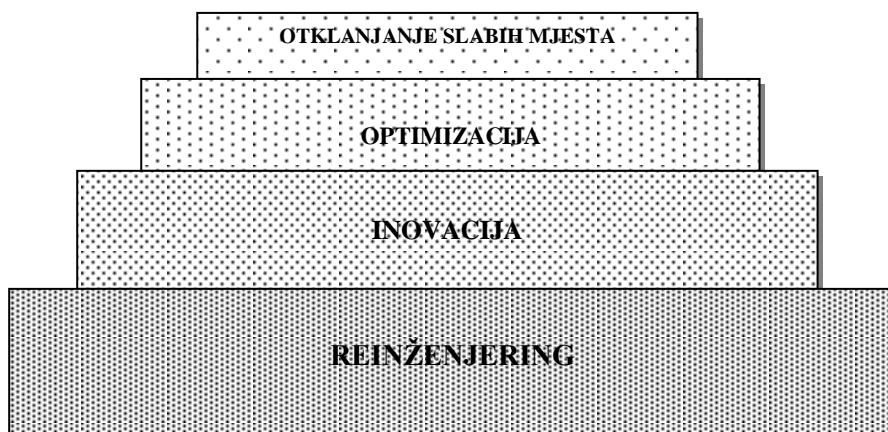 OTKLANJANJE SLABIH MJESTA
OPTIMIZACIJA
INOVACIJA
REINŽENJERING